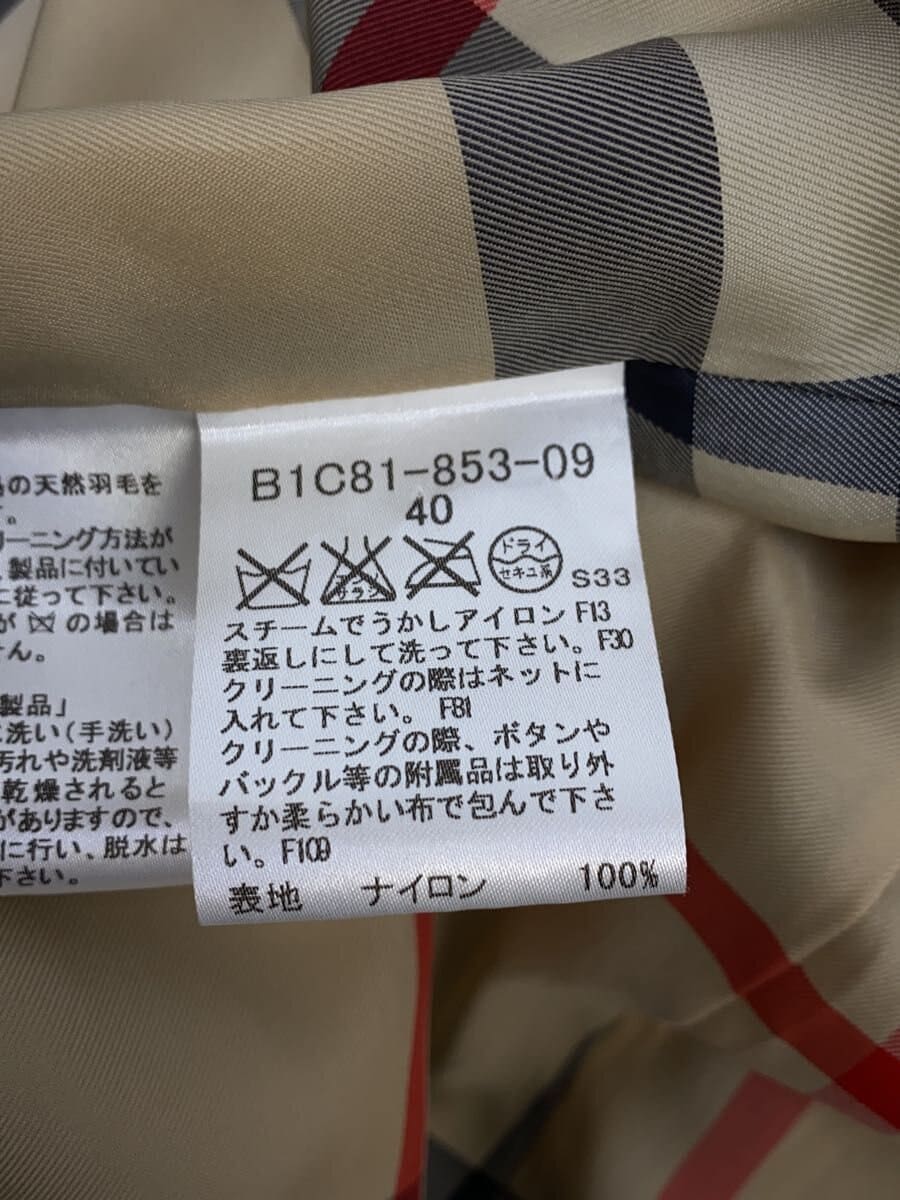 の天然羽毛を
。
リーニング方法が
、製品に付いてい
に従って下さい。
が の場合は
せん。
製品」
洗い(手洗い)
汚れや洗剤液等
乾燥されると
がありますので、
に行い、脱水は
下さい。
B1C81-853-09
40
エンソ サラシ
ドライ
セキユ系
S33
スチームでうかしアイロン F13
裏返しにして洗って下さい。F30
クリーニングの際はネットに
入れて下さい。 F81
クリーニングの際、ボタンや
バックル等の附属品は取り外
すか柔らかい布で包んで下さ
い。F109
表地 ナイロン 100%